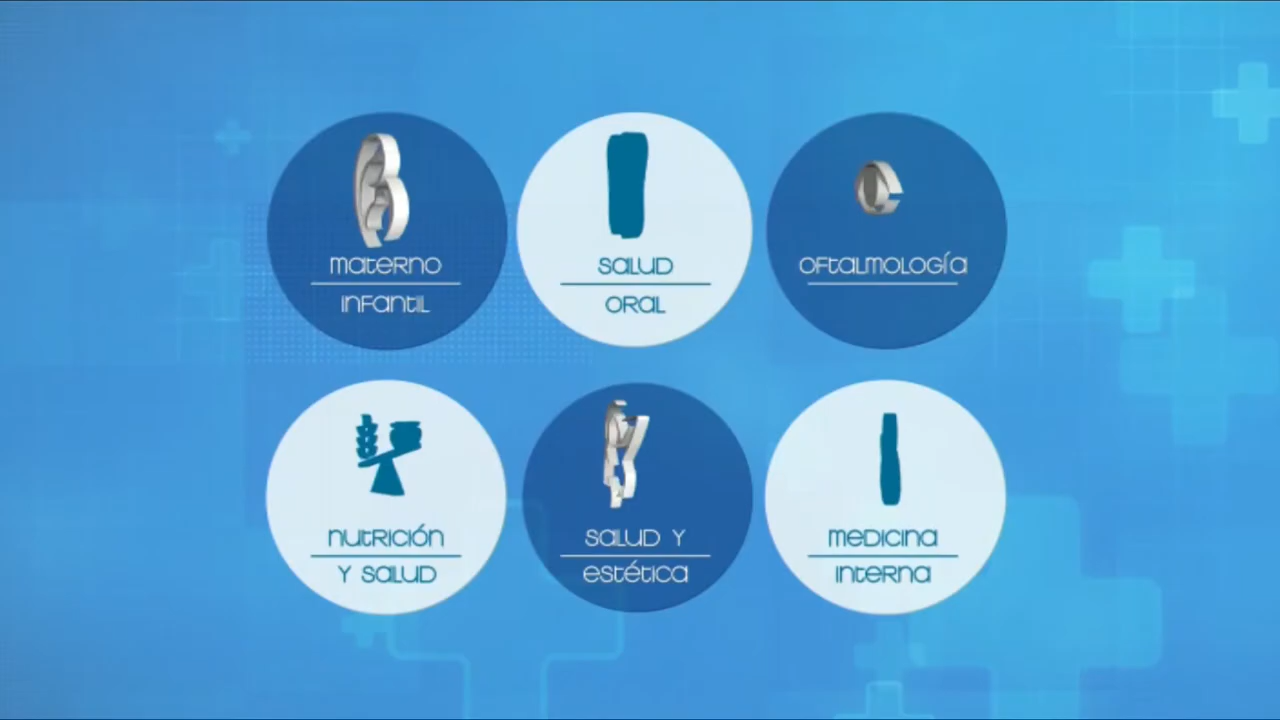 materno
infantil
salud
oral
oftalmología
nutrición
y salud
salud y
estética
medicina
interna